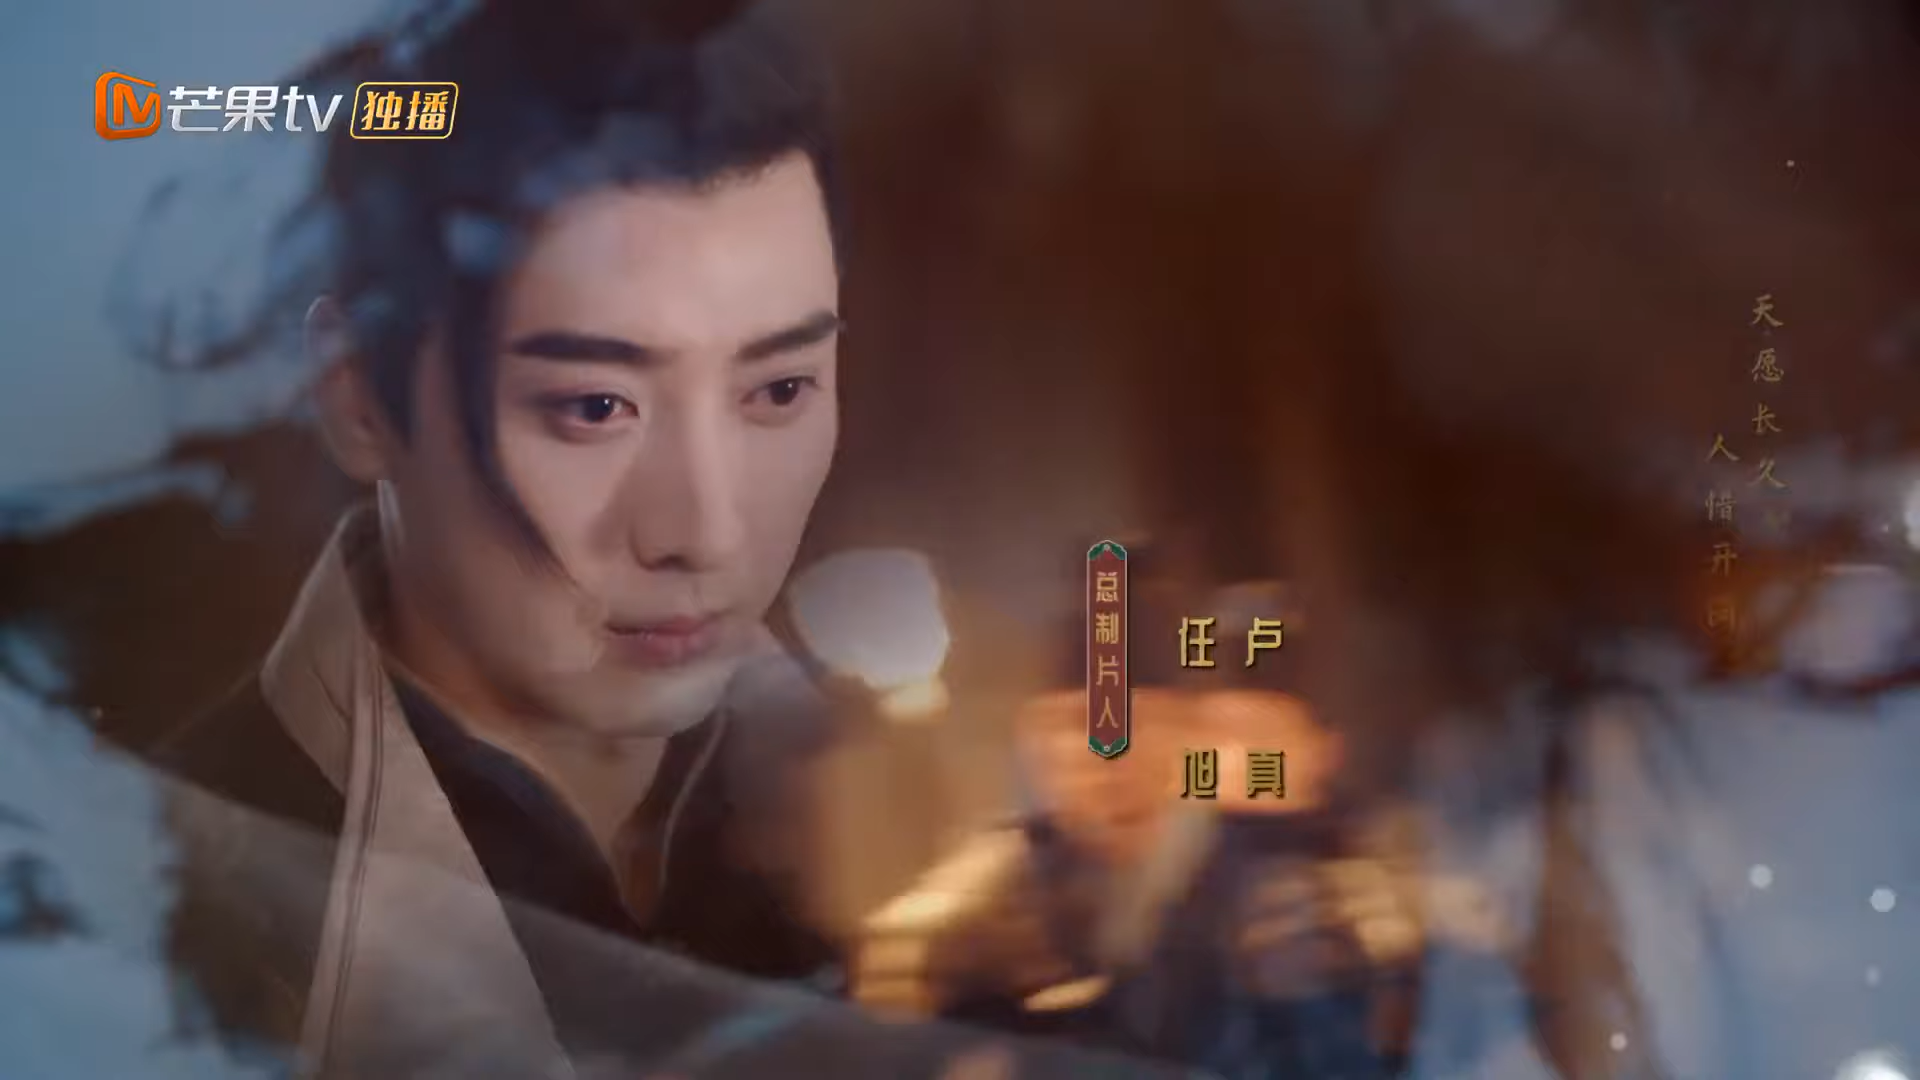 芒果tv 独播
天愿长久
人惜开
总制片人
卢真
任旭